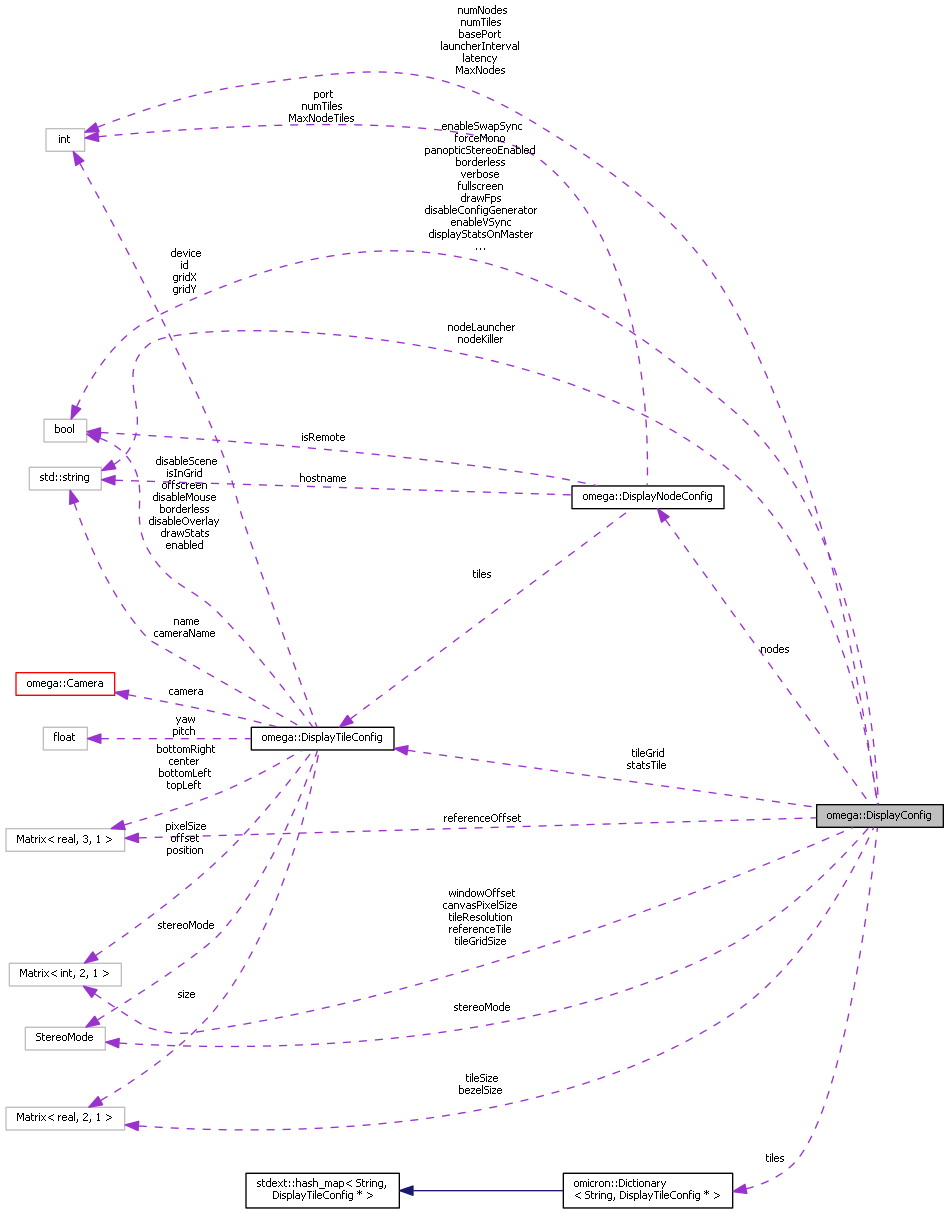 numNodes
numTiles
basePort
launcherInterval
latency
MaxNodes
port
numTiles
MaxNodeTiles
int
enableSwapSync
forceMono
panopticStereoEnabled
borderless
verbose
fullscreen
drawFps
disableConfigGenerator
enableVSync
displayStatsOnMaster
...
device
id
gridX
gridY
nodeLauncher
nodeKiller
bool
isRemote
std::string
hostname
omega::DisplayNodeConfig
disableScene
isInGrid
offscreen
disableMouse
borderless
disableOverlay
drawStats
enabled
tiles
name
cameraName
nodes
omega::Camera
camera
float
yaw
pitch
omega::DisplayTileConfig
bottomRight
center
bottomLeft
topLeft
tileGrid
statsTile
omega::DisplayConfig
referenceOffset
Matrix< real, 3, 1 >
pixelSize
offset
position
windowOffset
canvasPixelSize
tileResolution
referenceTile
tileGridSize
stereoMode
Matrix< int, 2, 1 >
size
stereoMode
StereoMode
tileSize
bezelSize
Matrix< real, 2, 1 >
tiles
stdext::hash_map< String,
DisplayTileConfig * >
omicron::Dictionary
< String, DisplayTileConfig * >